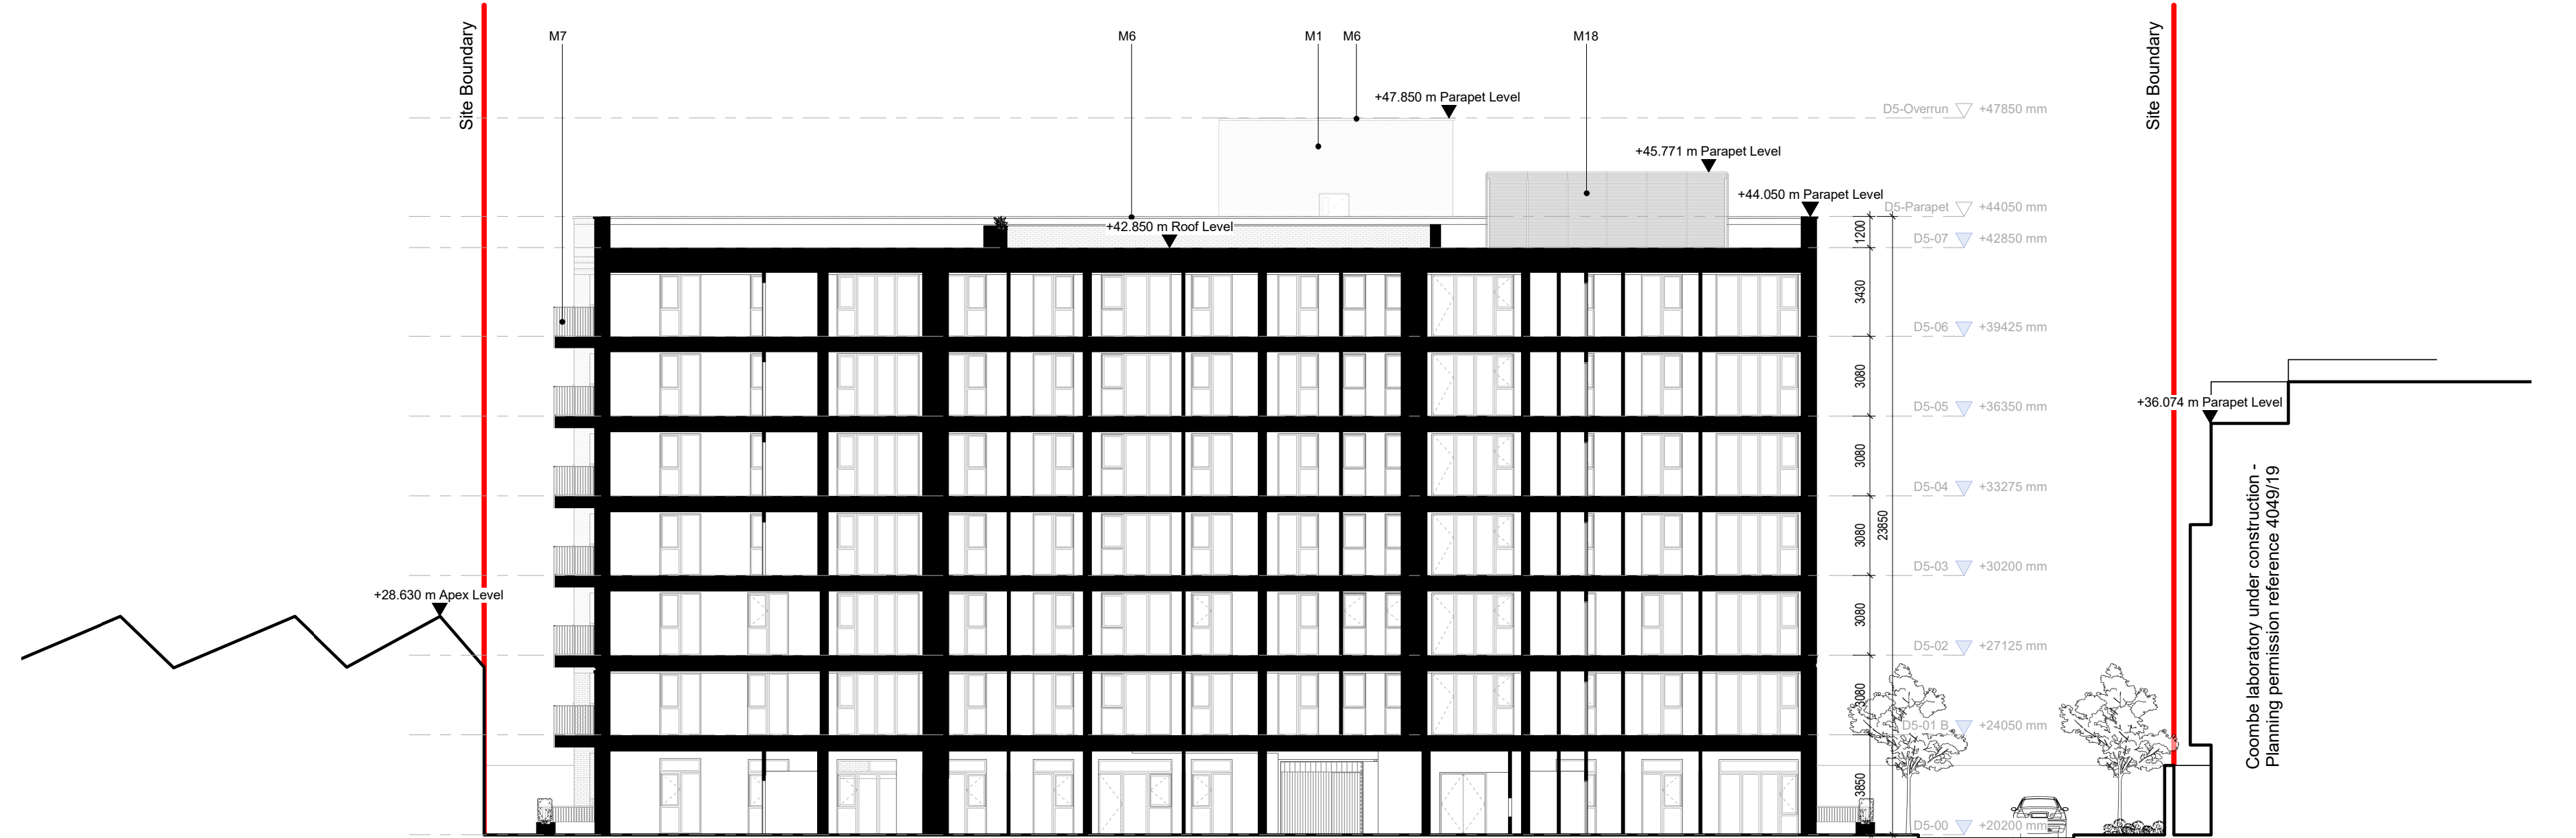 Site Boundary
M7
M6
M1
M6
M18
Site Boundary
+47.850 m Parapet Level
D5-Overrun
+47850 mm
+45.771 m Parapet Level
+44.050 m Parapet Level
D5-Parapet
+44050 mm
+42.850 m Roof Level
1200
D5-07
+42850 mm
3430
D5-06
+39425 mm
3080
D5-05
+36350 mm
+36.074 m Parapet Level
3080
D5-04
+33275 mm
3080
23850
D5-03
+30200 mm
+28.630 m Apex Level
3080
D5-02
+27125 mm
3080
D5-01 B
+24050 mm
3850
D5-00
+20200 mm
Coombe laboratory under construction -
Planning permission reference 4049/19